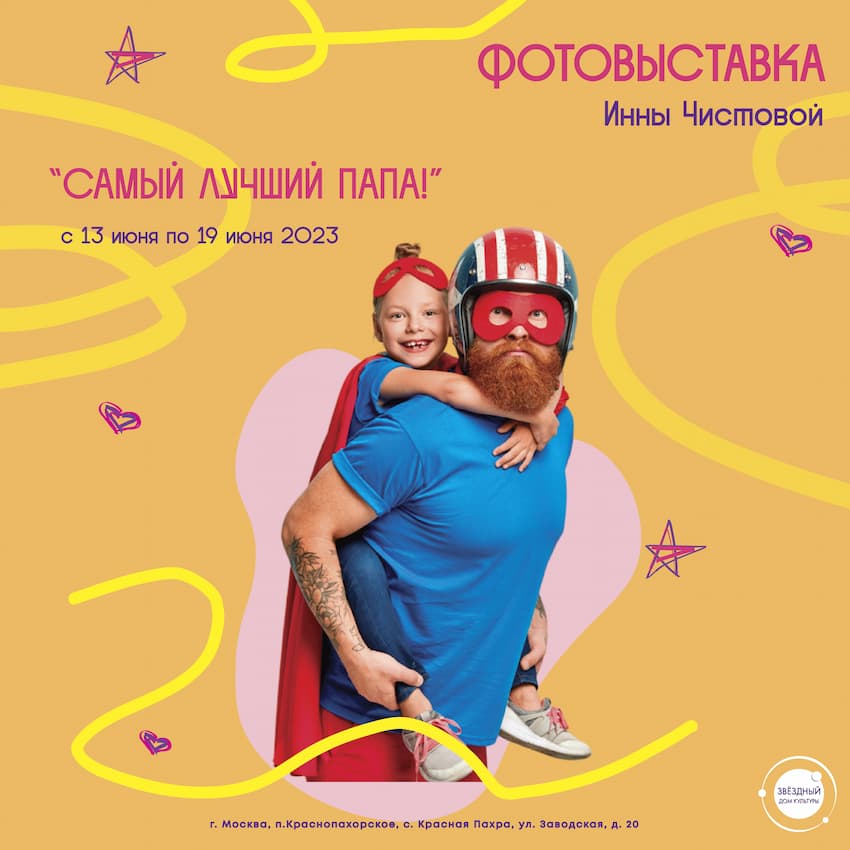 ФОТОВЫСТАВКА
Инны Чистовой
“САМЫЙ ЛУЧШИЙ ПАПА!”
с 13 июня по 19 июня 2023
ЗВЁЗДНЫЙ
ДОМ КУЛЬТУРЫ
г. Москва, п.Краснопахорское, с. Красная Пахра, ул. Заводская, д. 20